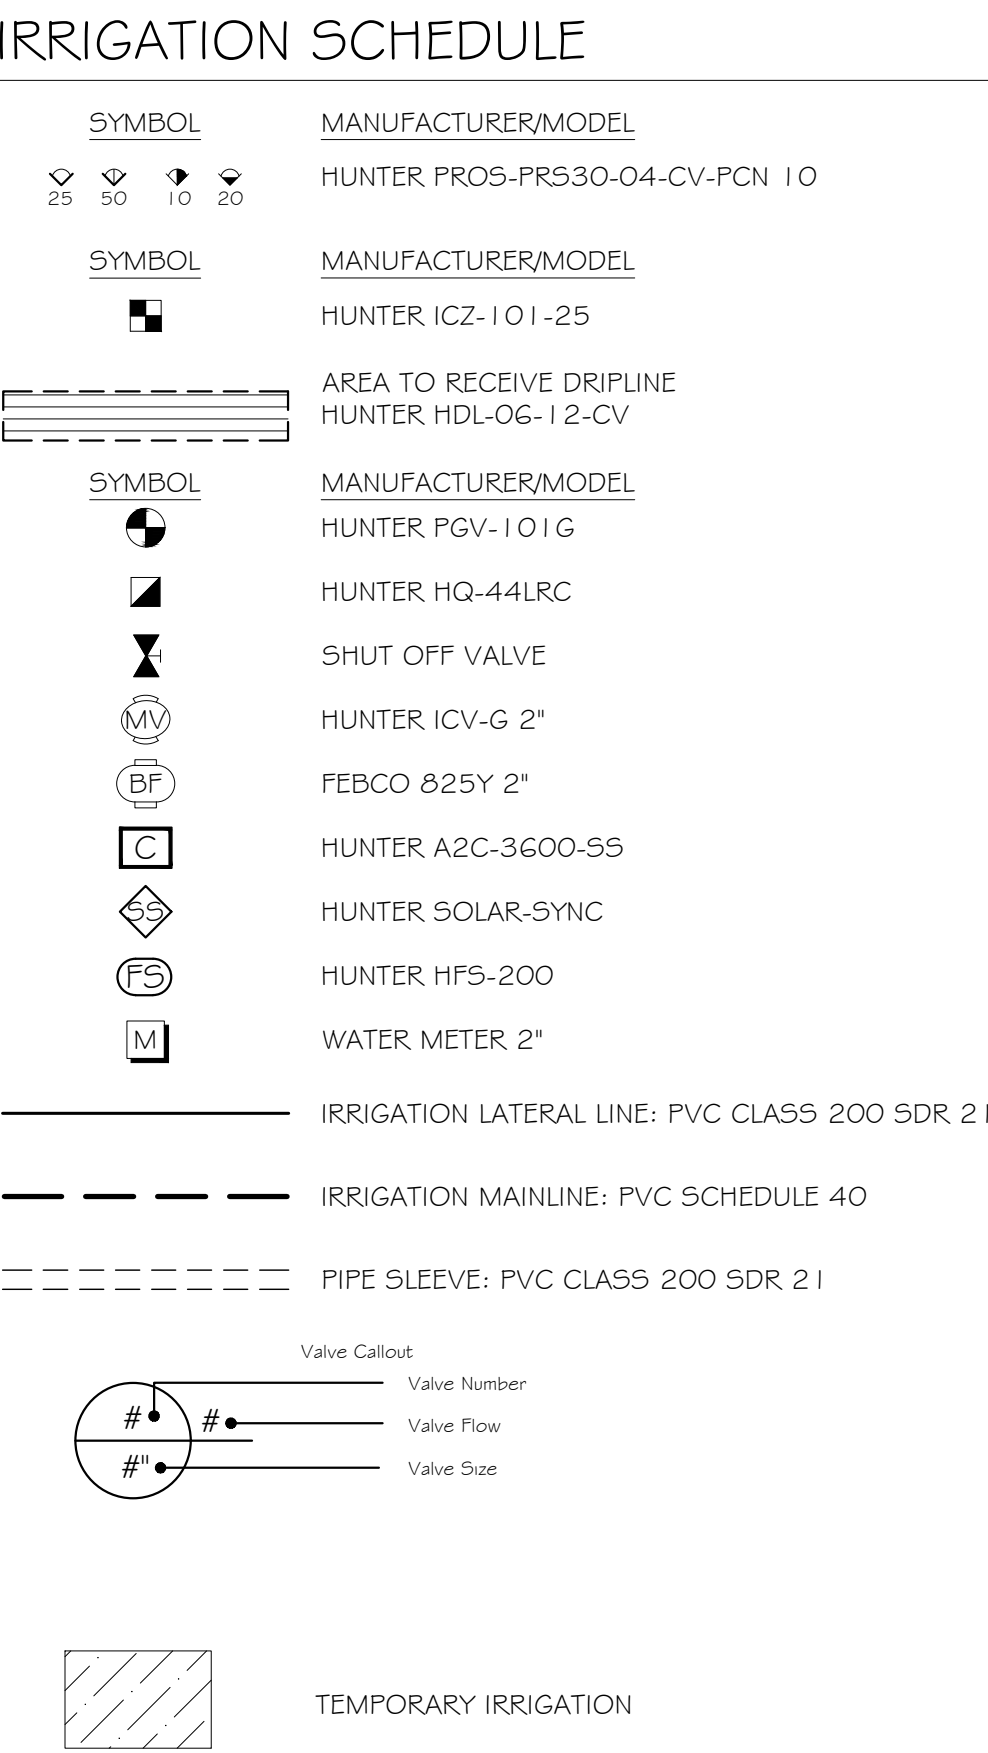 IRRIGATION SCHEDULE
SYMBOL MANUFACTURER/MODEL
25 50 10 20 HUNTER PROS-PRS30-04-CV-PCN 10
SYMBOL MANUFACTURER/MODEL
HUNTER ICZ-101-25
AREA TO RECEIVE DRIPLINE
HUNTER HDL-06-12-CV
SYMBOL MANUFACTURER/MODEL
HUNTER PGV-101G
HUNTER HQ-44LRC
SHUT OFF VALVE
MV HUNTER ICV-G 2"
BF FEBCO 825Y 2"
C HUNTER A2C-3600-SS
SS HUNTER SOLAR-SYNC
FS HUNTER HFS-200
M WATER METER 2"
IRRIGATION LATERAL LINE: PVC CLASS 200 SDR 21
IRRIGATION MAINLINE: PVC SCHEDULE 40
PIPE SLEEVE: PVC CLASS 200 SDR 21
Valve Callout
Valve Number
# # Valve Flow
#" Valve Size
TEMPORARY IRRIGATION